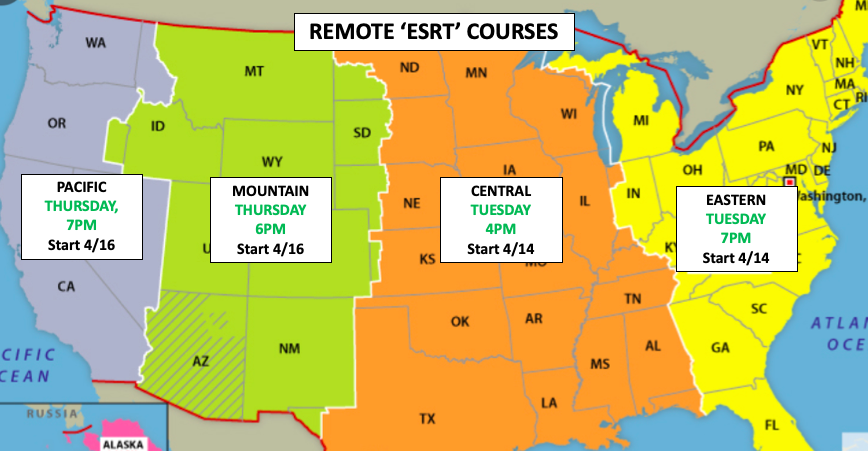 REMOTE ‘ESRT’ COURSES
WA
MT
ND
MN
VT
NH
OR
ID
SD
WI
MI
NY
MA
CT
RI
WY
PA
NJ
IA
OH
MD
DE
NE
IL
IN
Washington,
PACIFIC
THURSDAY,
7PM
Start 4/16
MOUNTAIN
THURSDAY
6PM
Start 4/16
CENTRAL
TUESDAY
4PM
Start 4/14
EASTERN
TUESDAY
7PM
Start 4/14
KS
MO
CA
TN
SC
OK
AR
AZ
NM
MS
AL
GA
TX
LA
FL
CIFIC
CEAN
ATLAN
OCE
RUSSIA
ALASKA